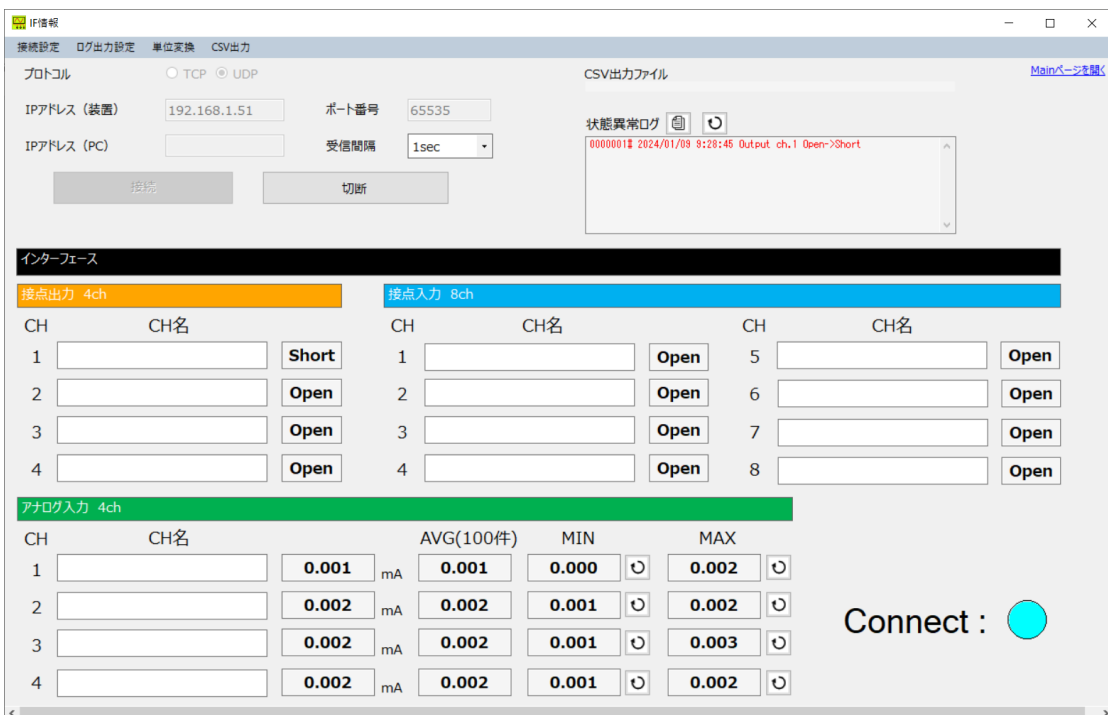 IF情報
接続設定 ログ出力設定 単位変換 CSV出力
プロトコル TCP UDP CSV出力ファイル Mainページを開く
IPアドレス（装置） 192.168.1.51 ポート番号 65535
状態異常ログ
IPアドレス（PC） 受信間隔 1sec
2024/01/09 9:28:45 Output ch.1 Open->Short
接続 切断
インターフェース
接点出力 4ch 接点入力 8ch
CH CH名 CH CH名 CH CH名
1 Short 1 Open 5 Open
2 Open 2 Open 6 Open
3 Open 3 Open 7 Open
4 Open 4 Open 8 Open
アナログ入力 4ch
CH CH名 AVG(100件) MIN MAX
1 0.001 mA 0.001 0.000 0.002
2 0.002 mA 0.002 0.001 0.002
Connect :
3 0.002 mA 0.002 0.001 0.003
4 0.002 mA 0.002 0.001 0.002